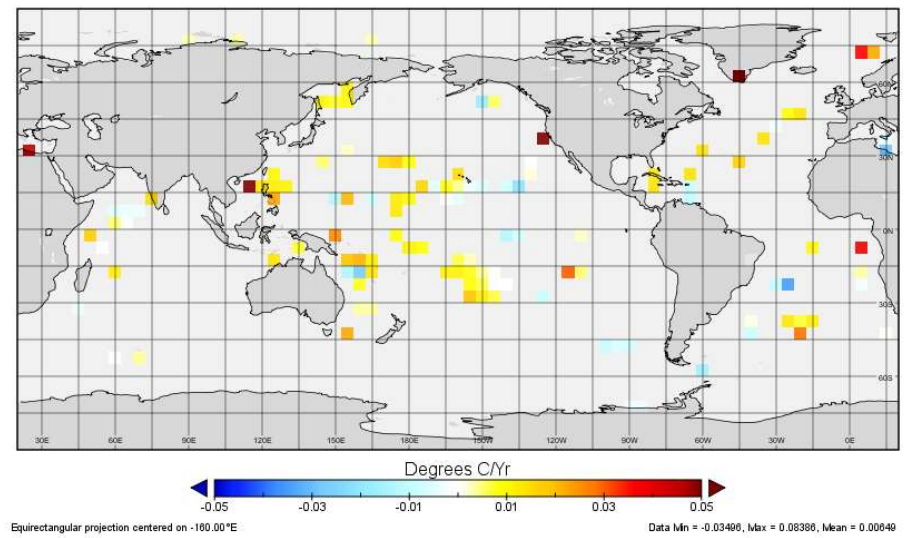 60N
30N
0N
30S
60S
30E 60E 90E 120E 150E 180E 150W 120W 90W 60W 30W 0E
Degrees C/Yr
-0.05 -0.03 -0.01 0.01 0.03 0.05
Equirectangular projection centered on -160.00°E Data Min = -0.03496, Max = 0.08386, Mean = 0.00649